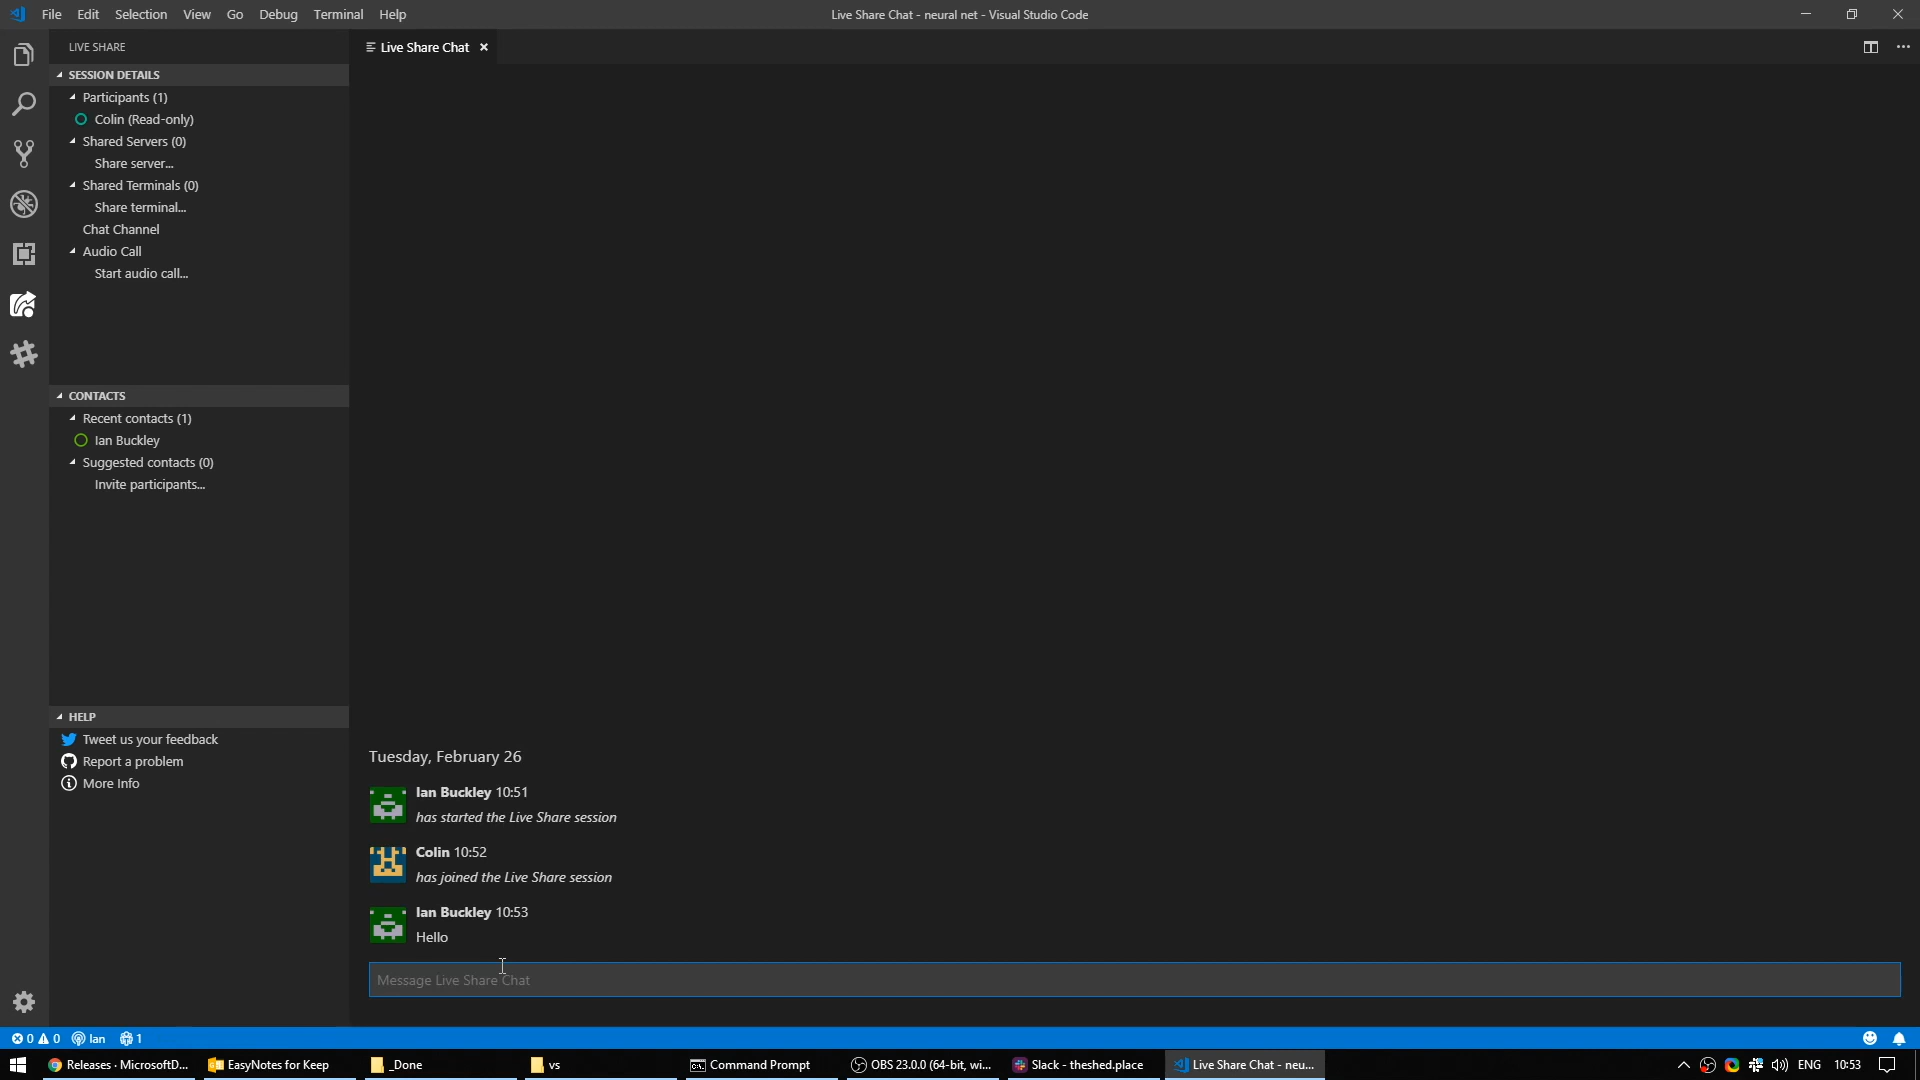 File Edit Selection View Go Debug Terminal Help
Live Share Chat - neural net - Visual Studio Code
LIVE SHARE
Live Share Chat
SESSION DETAILS
Participants (1)
Colin (Read-only)
Shared Servers (0)
Share server...
Shared Terminals (0)
Share terminal...
Chat Channel
Audio Call
Start audio call...
CONTACTS
Recent contacts (1)
Ian Buckley
Suggested contacts (0)
Invite participants...
HELP
Tweet us your feedback
Report a problem
More Info
Tuesday, February 26
Ian Buckley 10:51
has started the Live Share session
Colin 10:52
has joined the Live Share session
Ian Buckley 10:53
Hello
Message Live Share Chat
0 0 Ian 1
Releases · MicrosoftD... EasyNotes for Keep _Done vs Command Prompt OBS 23.0.0 (64-bit, wi... Slack - theshed.place Live Share Chat - neu... ENG 10:53